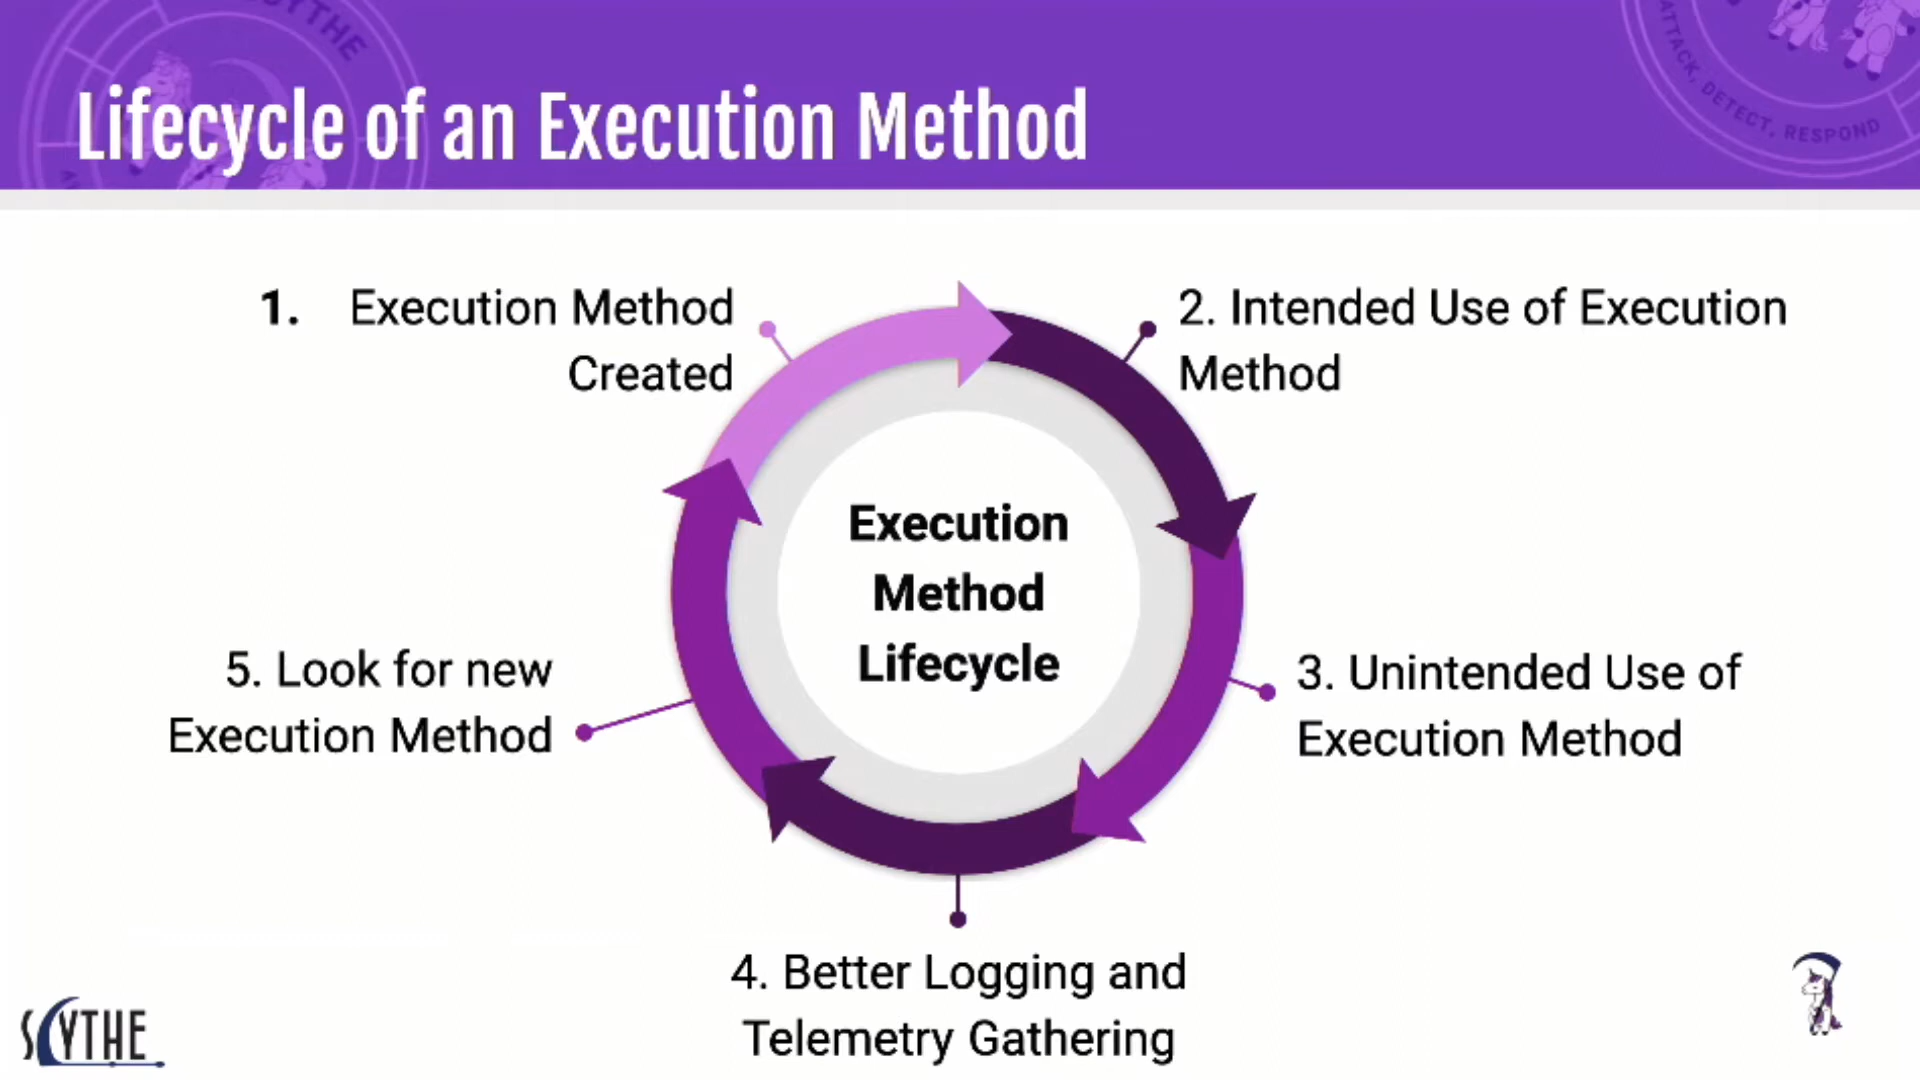 SCYTHE
ATTACK, DETECT, RESPOND
Lifecycle of an Execution Method
1. Execution Method
Created
2. Intended Use of Execution
Method
Execution
Method
Lifecycle
3. Unintended Use of
Execution Method
5. Look for new
Execution Method
4. Better Logging and
Telemetry Gathering
SCYTHE